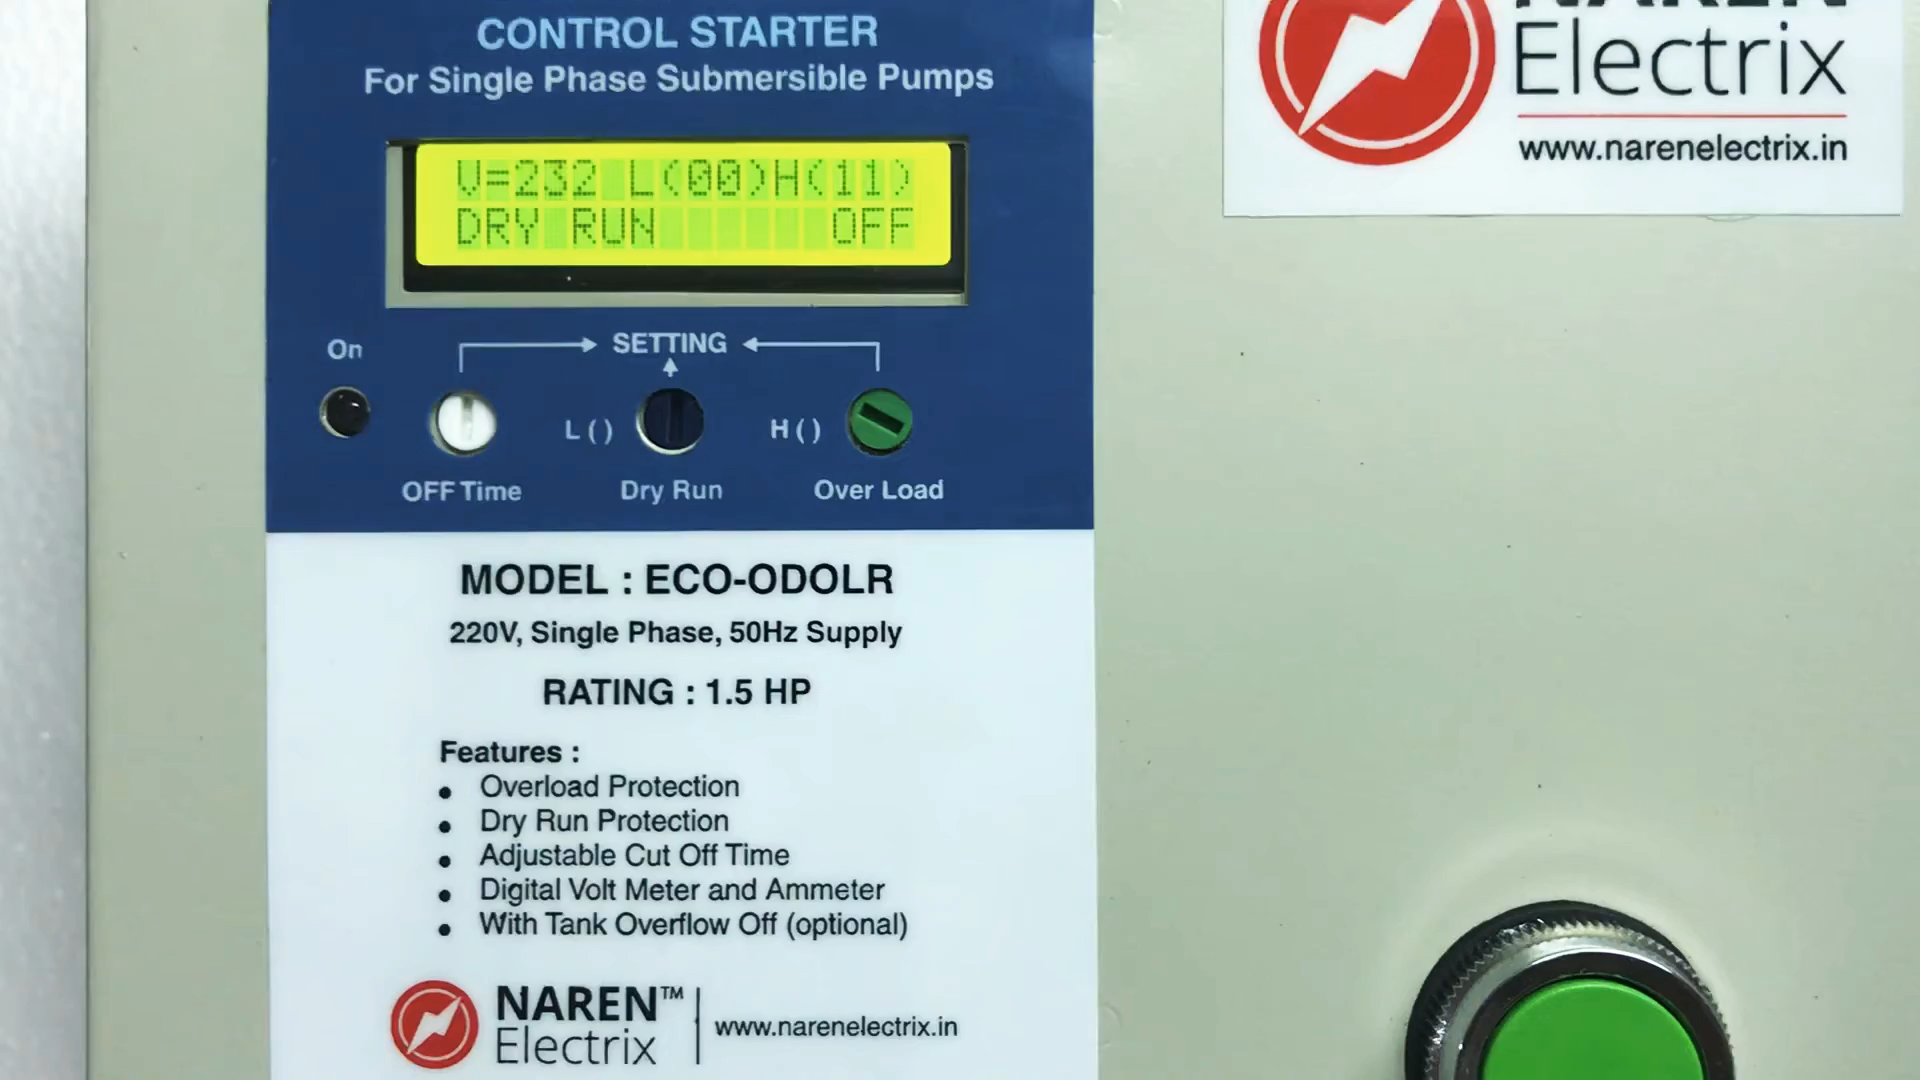 CONTROL STARTER
For Single Phase Submersible Pumps
V=232 L(00)H(11)
DRY RUN OFF
On
SETTING
L ( )
H ( )
OFF Time
Dry Run
Over Load
MODEL : ECO-ODOLR
220V, Single Phase, 50Hz Supply
RATING : 1.5 HP
Features :
• Overload Protection
• Dry Run Protection
• Adjustable Cut Off Time
• Digital Volt Meter and Ammeter
• With Tank Overflow Off (optional)
NAREN™
Electrix
www.narenelectrix.in
NAREN
Electrix
www.narenelectrix.in